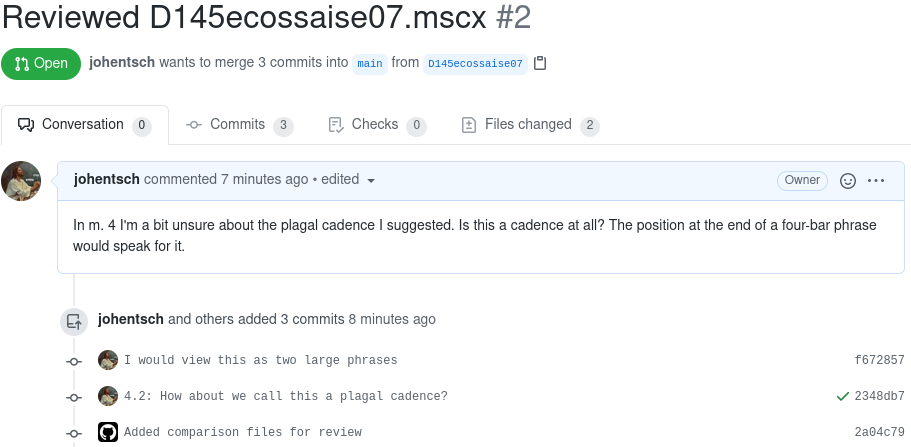 Reviewed D145ecossaise07.mscx #2
Open johentsch wants to merge 3 commits into main from D145ecossaise07
Conversation 0 Commits 3 Checks 0 Files changed 2
johentsch commented 7 minutes ago • edited Owner
In m. 4 I'm a bit unsure about the plagal cadence I suggested. Is this a cadence at all? The position at the end of a four-bar phrase
would speak for it.
johentsch and others added 3 commits 8 minutes ago
I would view this as two large phrases f672857
4.2: How about we call this a plagal cadence? 2348db7
Added comparison files for review 2a04c79